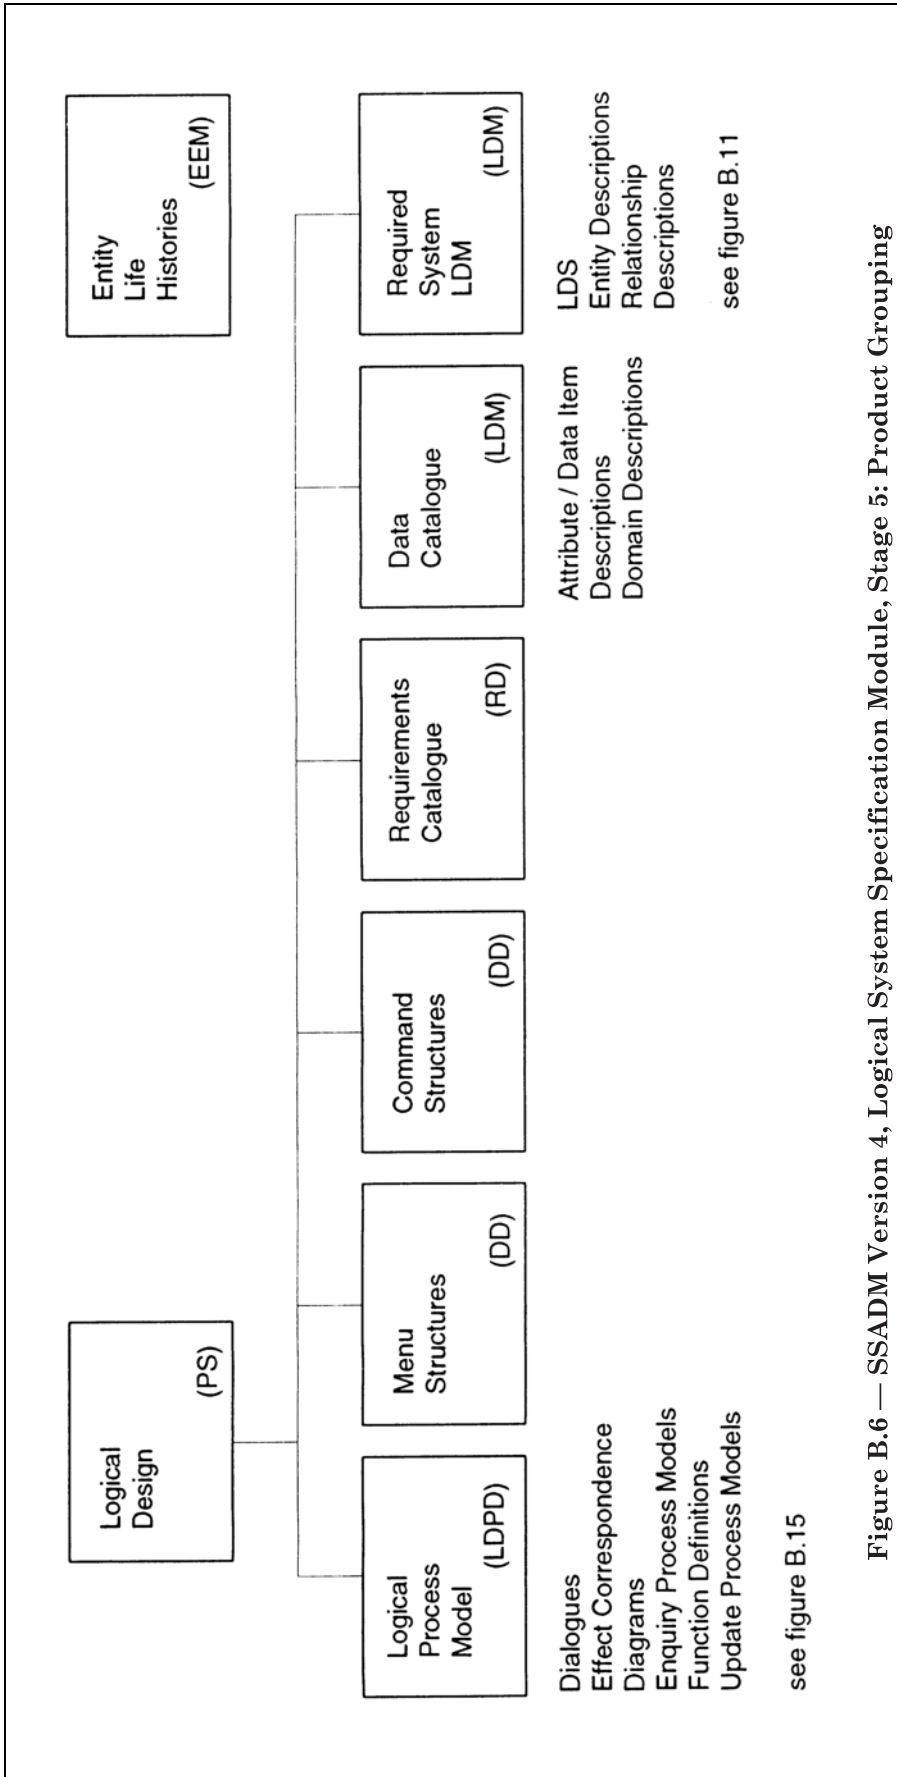 Logical
Design
(PS)
Entity
Life
Histories
(EEM)
Logical
Process
Model
(LDPD)
Menu
Structures
(DD)
Command
Structures
(DD)
Requirements
Catalogue
(RD)
Data
Catalogue
(LDM)
Required
System
LDM
(LDM)
Dialogues
Effect Correspondence
Diagrams
Enquiry Process Models
Function Definitions
Update Process Models
see figure B.15
Attribute / Data Item
Descriptions
Domain Descriptions
LDS
Entity Descriptions
Relationship
Descriptions
see figure B.11
Figure B.6 — SSADM Version 4, Logical System Specification Module, Stage 5: Product Grouping